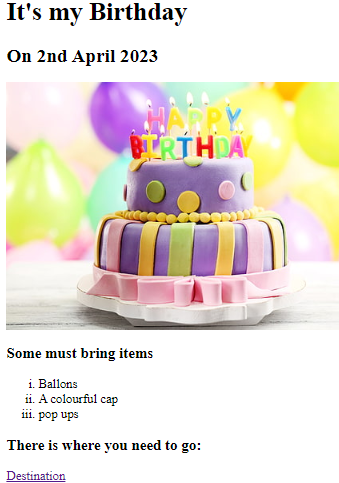 It's my Birthday
On 2nd April 2023
HAPPY
BIRTHDAY
Some must bring items
i. Ballons
ii. A colourful cap
iii. pop ups
There is where you need to go:
Destination